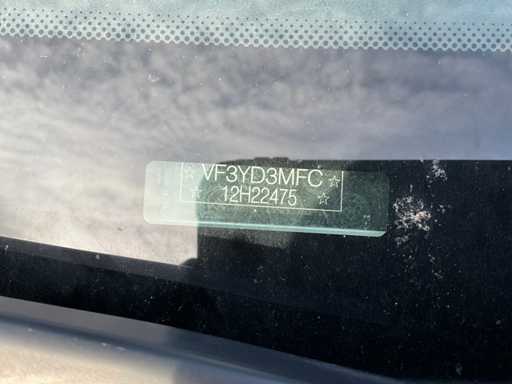 ☆ VF3YD3MFC ☆
☆ 12H22475 ☆